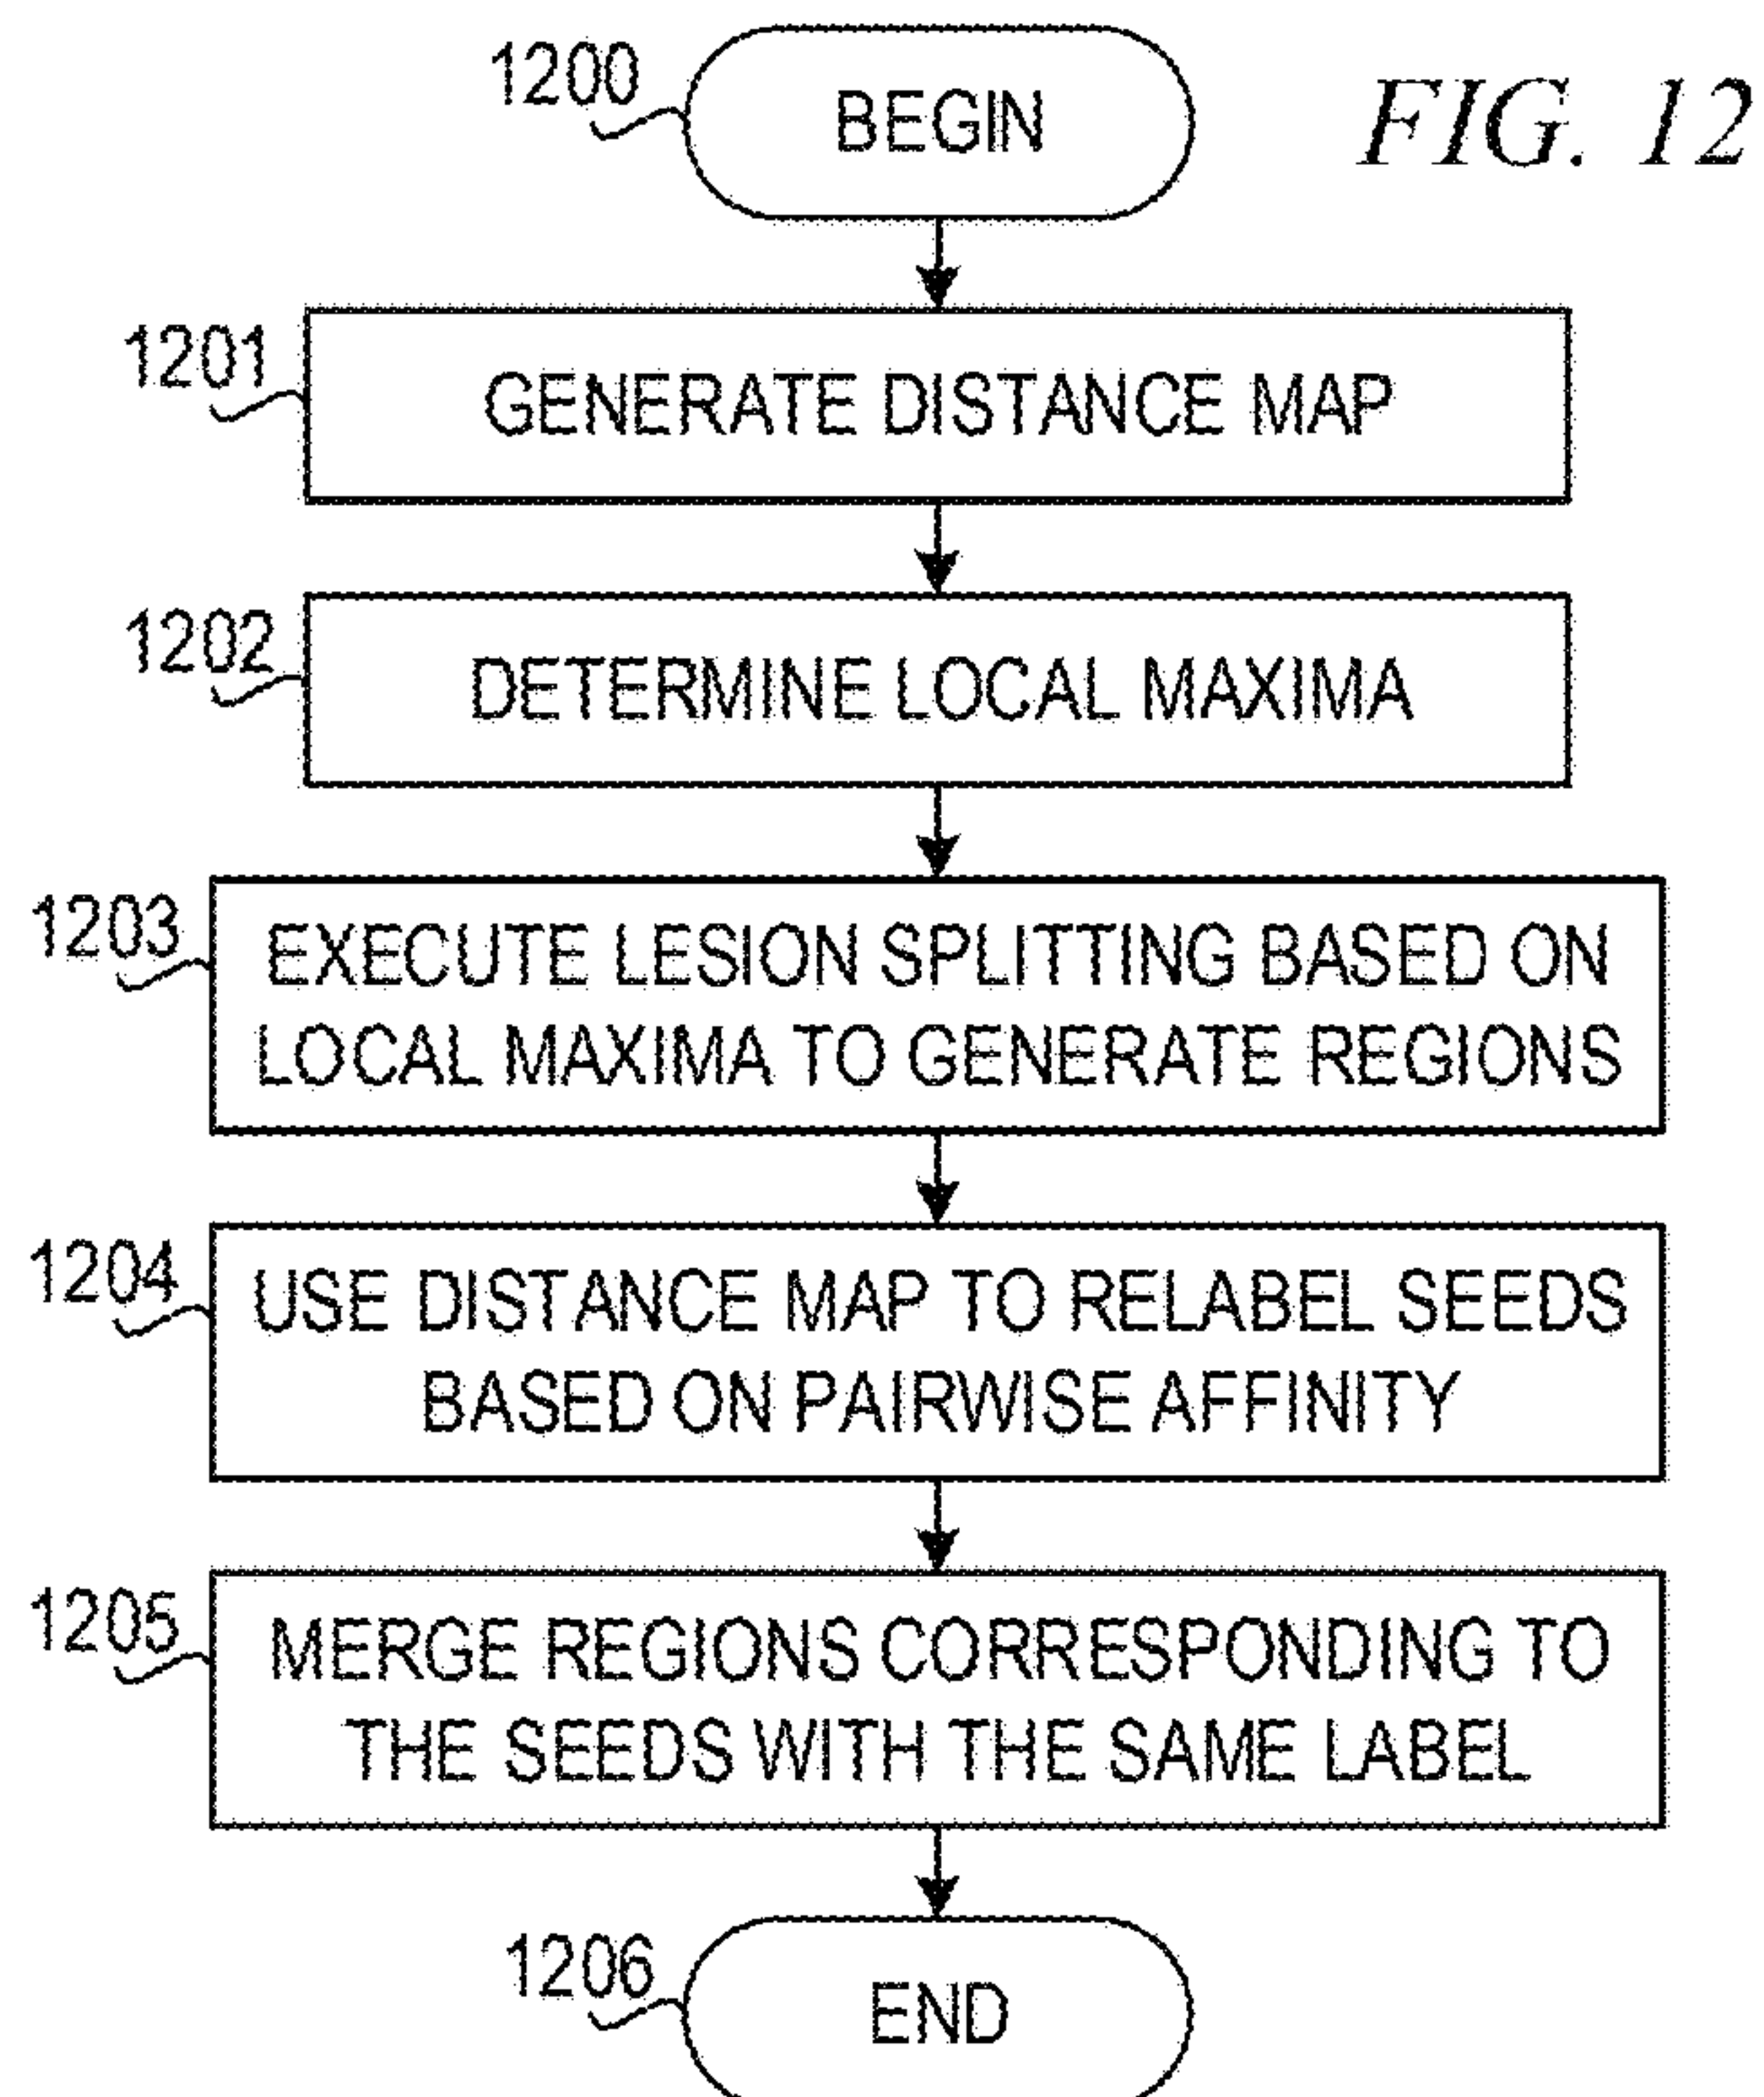 1200
BEGIN
FIG. 12
1201
GENERATE DISTANCE MAP
1202
DETERMINE LOCAL MAXIMA
1203
EXECUTE LESION SPLITTING BASED ON
LOCAL MAXIMA TO GENERATE REGIONS
1204
USE DISTANCE MAP TO RELABEL SEEDS
BASED ON PAIRWISE AFFINITY
1205
MERGE REGIONS CORRESPONDING TO
THE SEEDS WITH THE SAME LABEL
1206
END